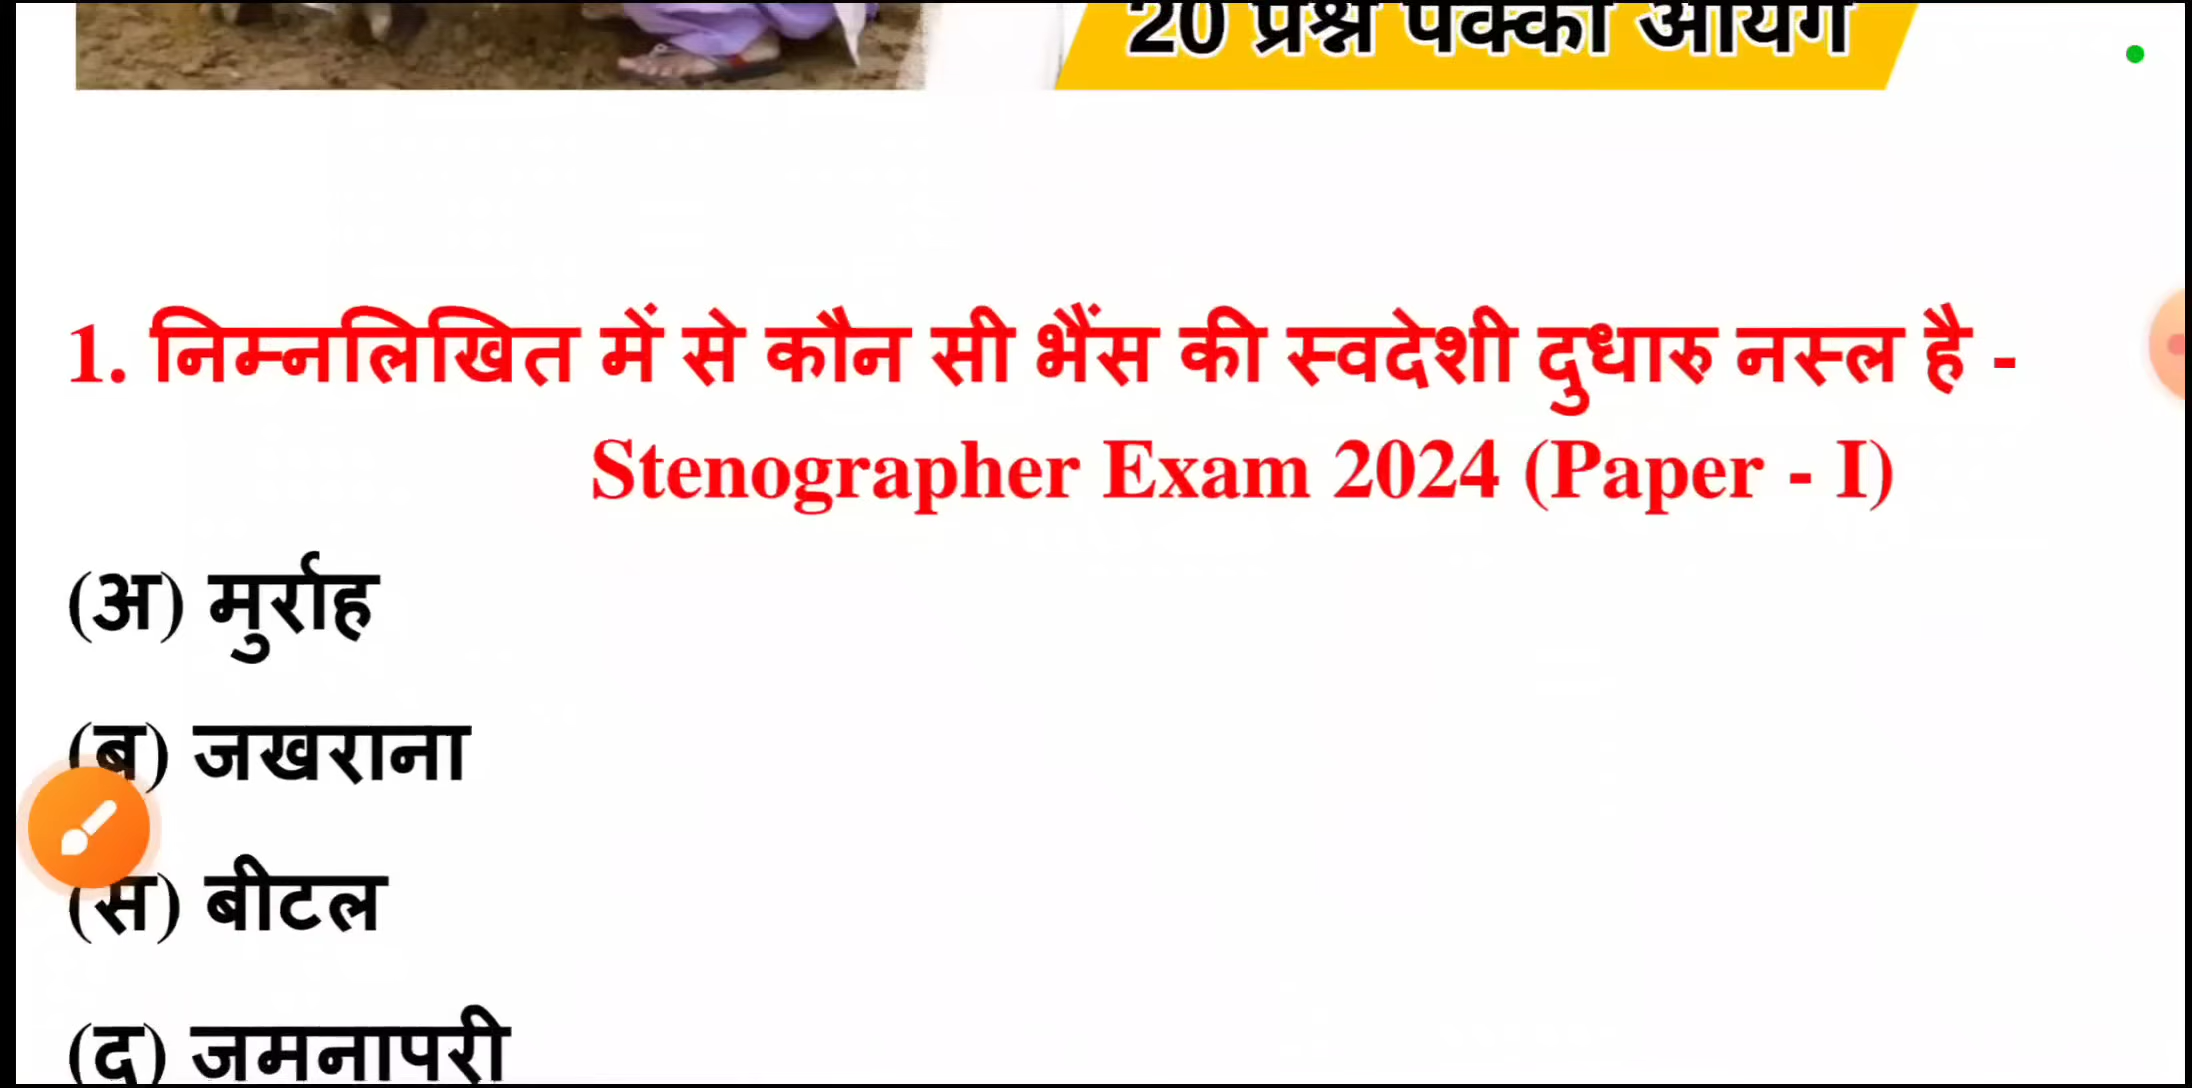 20 प्रश्न पक्का आयेगें
1. निम्नलिखित में से कौन सी भैंस की स्वदेशी दुधारु नस्ल है -
Stenographer Exam 2024 (Paper - I)
(अ) मुर्राह
(ब) जखराना
(स) बीटल
(द) जमनापरी